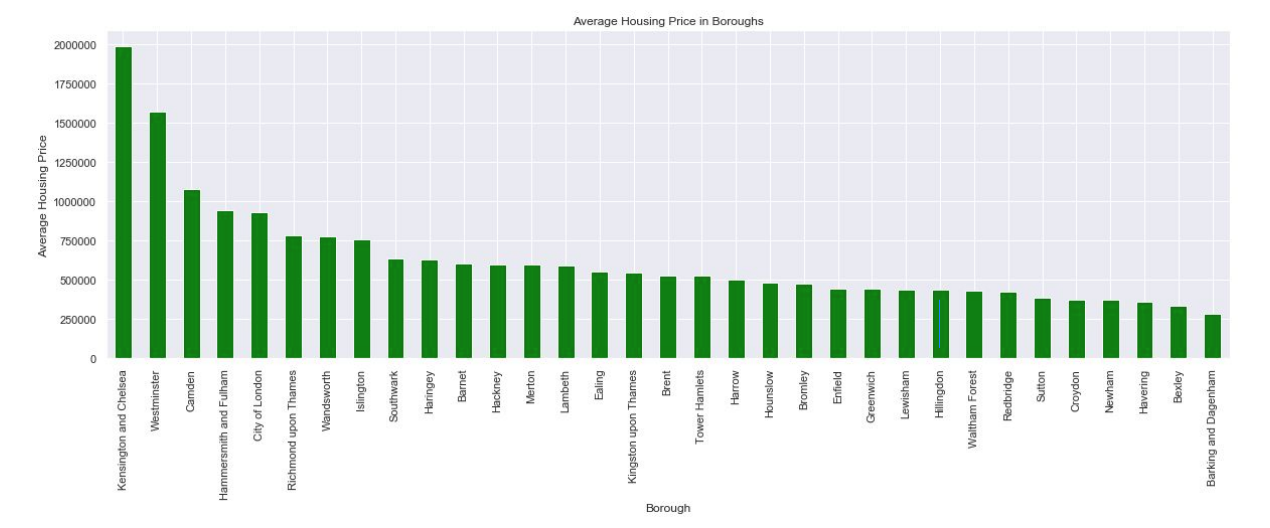 Average Housing Price in Boroughs
Average Housing Price
2000000
1750000
1500000
1250000
1000000
750000
500000
250000
0
Kensington and Chelsea
Westminster
Camden
Hammersmith and Fulham
City of London
Richmond upon Thames
Wandsworth
Islington
Southwark
Haringey
Barnet
Hackney
Merton
Lambeth
Ealing
Kingston upon Thames
Brent
Tower Hamlets
Harrow
Hounslow
Bromley
Enfield
Greenwich
Lewisham
Hillingdon
Waltham Forest
Redbridge
Sutton
Croydon
Newham
Havering
Bexley
Barking and Dagenham
Borough